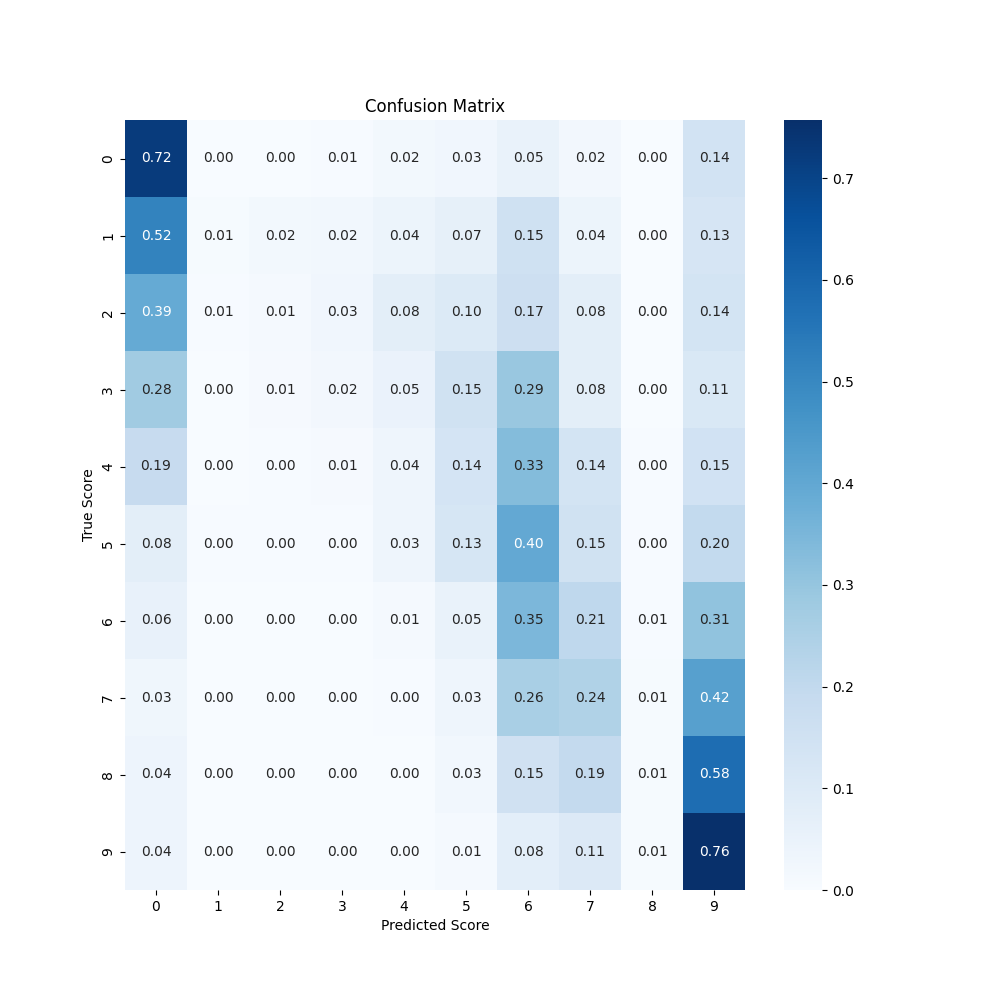 Confusion Matrix
0 0.72 0.00 0.00 0.01 0.02 0.03 0.05 0.02 0.00 0.14
1 0.52 0.01 0.02 0.02 0.04 0.07 0.15 0.04 0.00 0.13
2 0.39 0.01 0.01 0.03 0.08 0.10 0.17 0.08 0.00 0.14
3 0.28 0.00 0.01 0.02 0.05 0.15 0.29 0.08 0.00 0.11
4 0.19 0.00 0.00 0.01 0.04 0.14 0.33 0.14 0.00 0.15
5 0.08 0.00 0.00 0.00 0.03 0.13 0.40 0.15 0.00 0.20
6 0.06 0.00 0.00 0.00 0.01 0.05 0.35 0.21 0.01 0.31
7 0.03 0.00 0.00 0.00 0.00 0.03 0.26 0.24 0.01 0.42
8 0.04 0.00 0.00 0.00 0.00 0.03 0.15 0.19 0.01 0.58
9 0.04 0.00 0.00 0.00 0.00 0.01 0.08 0.11 0.01 0.76
0 1 2 3 4 5 6 7 8 9
Predicted Score
True Score
0.7
0.6
0.5
0.4
0.3
0.2
0.1
0.0